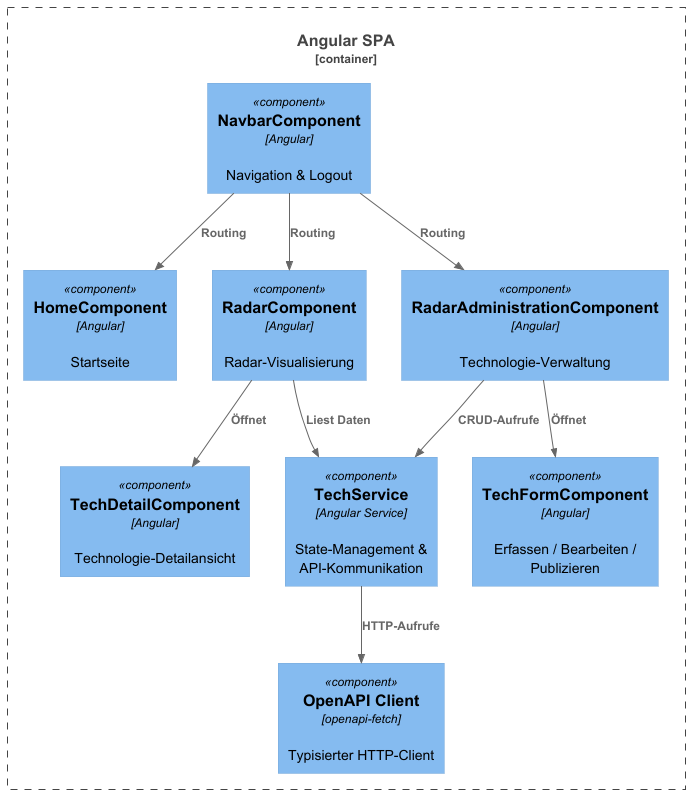 Angular SPA
[container]
«component»
NavbarComponent
[Angular]
Navigation & Logout
Routing
Routing
Routing
«component»
HomeComponent
[Angular]
Startseite
«component»
RadarComponent
[Angular]
Radar-Visualisierung
«component»
RadarAdministrationComponent
[Angular]
Technologie-Verwaltung
Öffnet
Liest Daten
CRUD-Aufrufe
Öffnet
«component»
TechDetailComponent
[Angular]
Technologie-Detailansicht
«component»
TechService
[Angular Service]
State-Management &
API-Kommunikation
«component»
TechFormComponent
[Angular]
Erfassen / Bearbeiten /
Publizieren
HTTP-Aufrufe
«component»
OpenAPI Client
[openapi-fetch]
Typisierter HTTP-Client